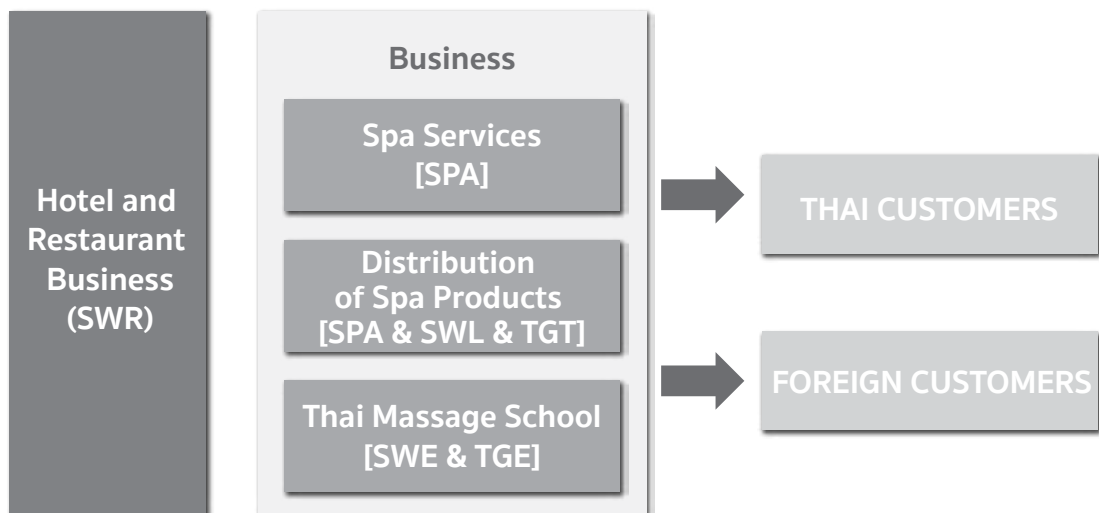 Hotel and
Restaurant
Business
(SWR)
Business
Spa Services
[SPA]
Distribution
of Spa Products
[SPA & SWL & TGT]
Thai Massage School
[SWE & TGE]
THAI CUSTOMERS
FOREIGN CUSTOMERS